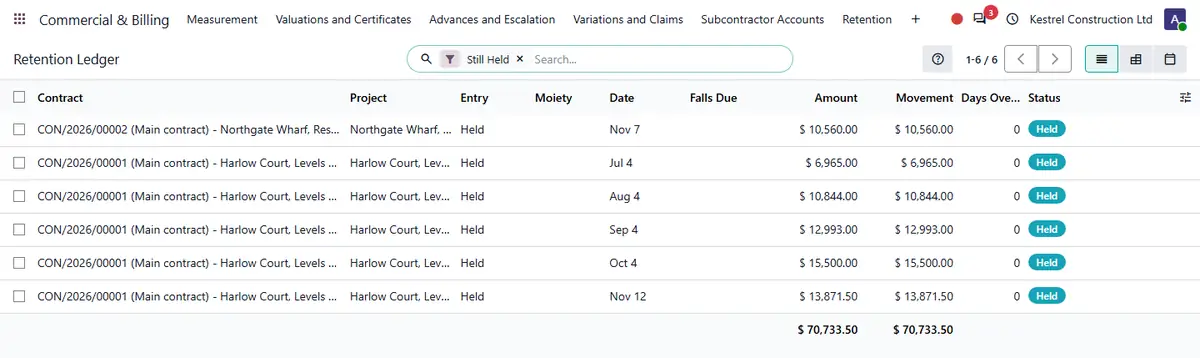 Commercial & Billing Measurement Valuations and Certificates Advances and Escalation Variations and Claims Subcontractor Accounts Retention + 3 Kestrel Construction Ltd A
Retention Ledger Still Held × Search... 1-6 / 6
Contract Project Entry Moiety Date Falls Due Amount Movement Days Ove... Status
CON/2026/00002 (Main contract) - Northgate Wharf, Res... Northgate Wharf, ... Held Nov 7 $ 10,560.00 $ 10,560.00 0 Held
CON/2026/00001 (Main contract) - Harlow Court, Levels ... Harlow Court, Lev... Held Jul 4 $ 6,965.00 $ 6,965.00 0 Held
CON/2026/00001 (Main contract) - Harlow Court, Levels ... Harlow Court, Lev... Held Aug 4 $ 10,844.00 $ 10,844.00 0 Held
CON/2026/00001 (Main contract) - Harlow Court, Levels ... Harlow Court, Lev... Held Sep 4 $ 12,993.00 $ 12,993.00 0 Held
CON/2026/00001 (Main contract) - Harlow Court, Levels ... Harlow Court, Lev... Held Oct 4 $ 15,500.00 $ 15,500.00 0 Held
CON/2026/00001 (Main contract) - Harlow Court, Levels ... Harlow Court, Lev... Held Nov 12 $ 13,871.50 $ 13,871.50 0 Held
$ 70,733.50 $ 70,733.50